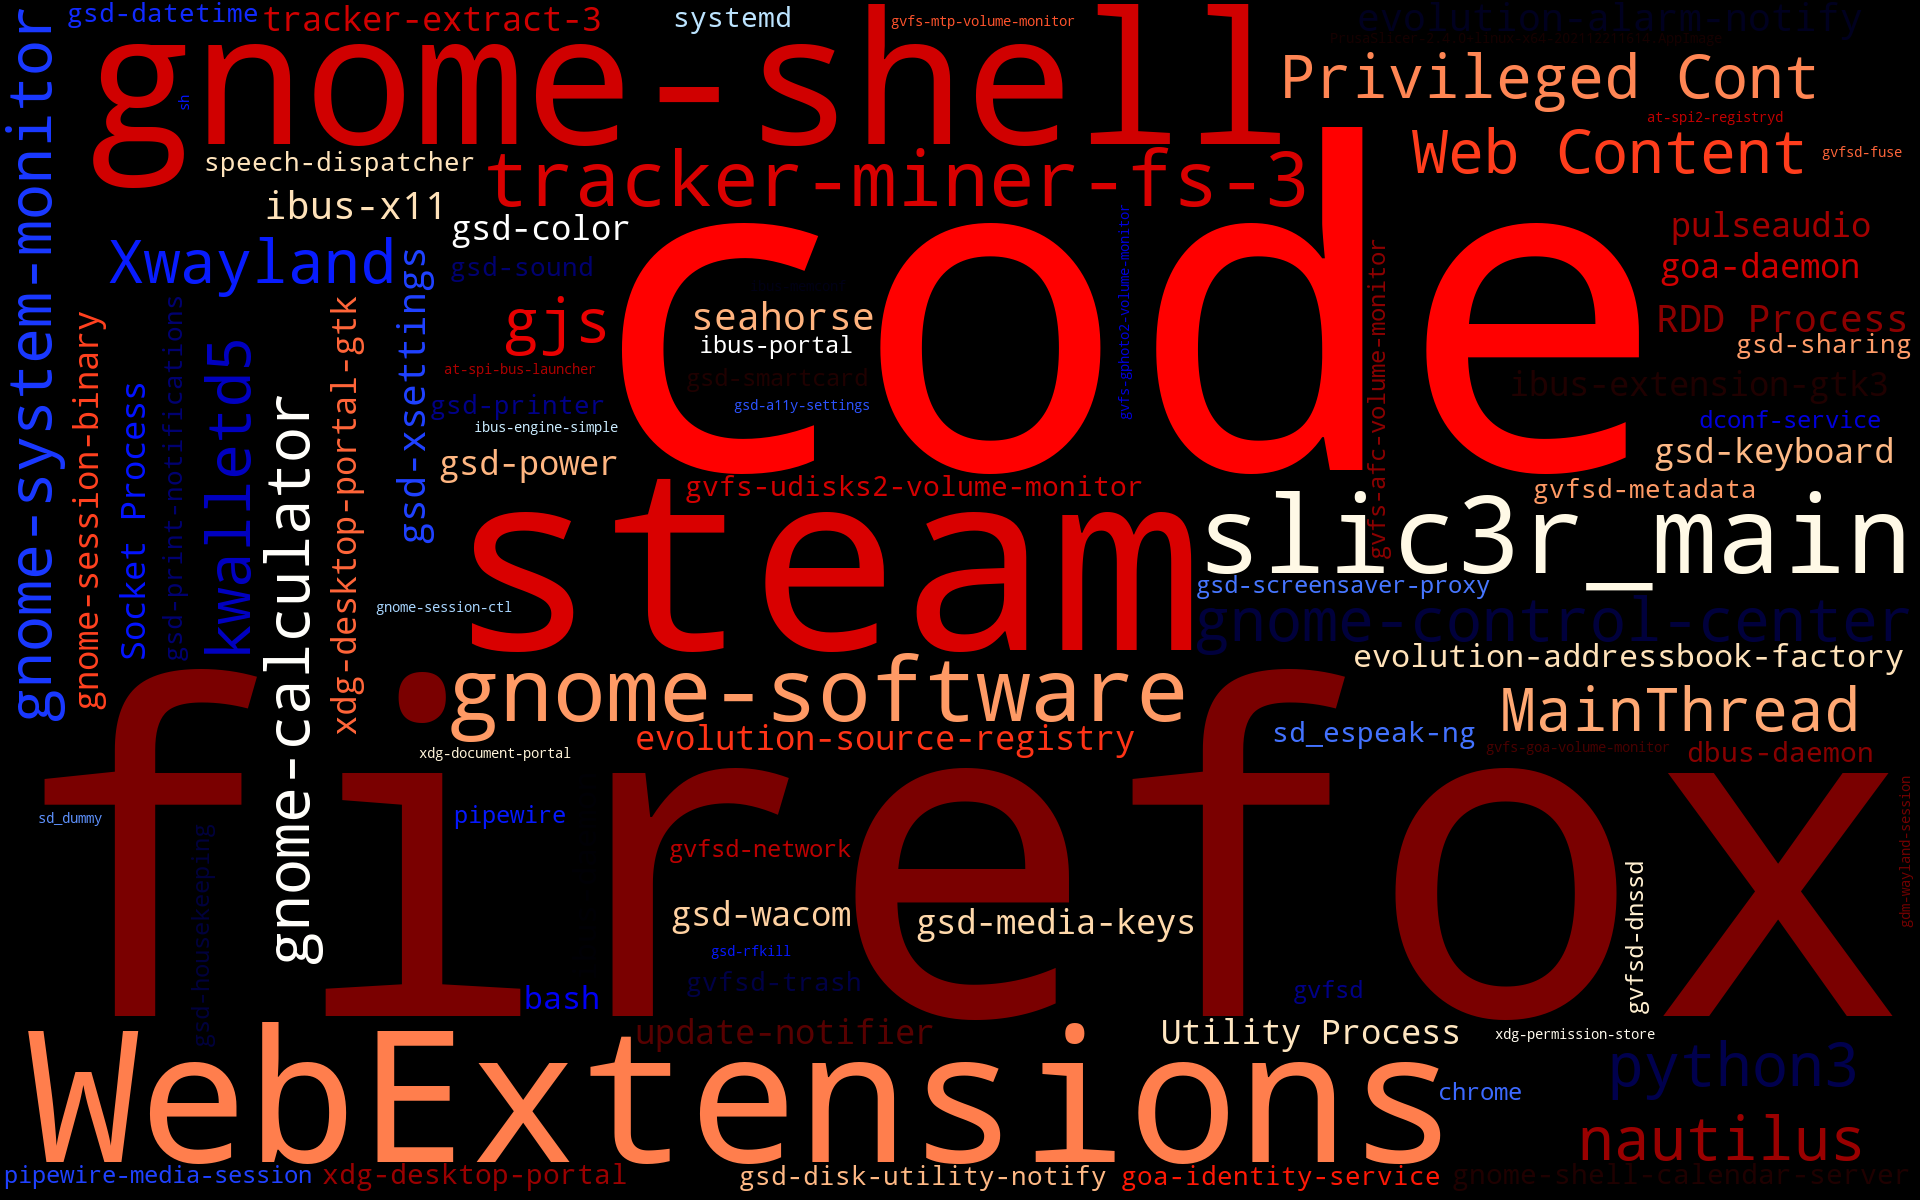 gsd-datetime
tracker-extract-3
systemd
gvfs-mtp-volume-monitor
evolution-alarm-notify
gnome-shell
sh
Privileged Cont
at-spi2-registryd
Web Content
gvfsd-fuse
speech-dispatcher
tracker-miner-fs-3
ibus-x11
gsd-color
code
pulseaudio
goa-daemon
gnome-system-monitor
Xwayland
gsd-sound
gsd-xsettings
gvfs-gphoto2-volume-monitor
gvfs-afc-volume-monitor
gjs
seahorse
ibus-portal
RDD Process
gsd-sharing
gnome-session-binary
gsd-print-notifications
kwalletd5
xdg-desktop-portal-gtk
Socket Process
gnome-calculator
at-spi-bus-launcher
gsd-smartcard
ibus-extension-gtk3
gsd-printer
gsd-a11y-settings
dconf-service
ibus-engine-simple
gsd-keyboard
gsd-power
gvfs-udisks2-volume-monitor
gvfsd-metadata
steam
slic3r_main
gsd-screensaver-proxy
gnome-session-ctl
gnome-control-center
evolution-addressbook-factory
gnome-software
MainThread
evolution-source-registry
sd_espeak-ng
gvfs-goa-volume-monitor
dbus-daemon
xdg-document-portal
firefox
sd_dummy
pipewire
gdm-wayland-session
gsd-housekeeping
gvfsd-network
gvfsd-dnssd
gsd-wacom
gsd-media-keys
gsd-rfkill
gvfsd-trash
gvfsd
bash
update-notifier
Utility Process
xdg-permission-store
WebExtensions
python3
chrome
nautilus
pipewire-media-session
xdg-desktop-portal
gsd-disk-utility-notify
goa-identity-service
gnome-shell-calendar-server